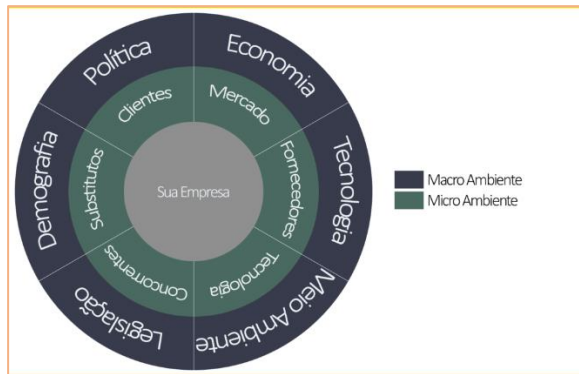 Política
Economia
Demografia
Tecnologia
Legislação
Meio Ambiente
Clientes
Mercado
Substitutos
Fornecedores
Concorrentes
Tecnologia
Sua Empresa
Macro Ambiente
Micro Ambiente